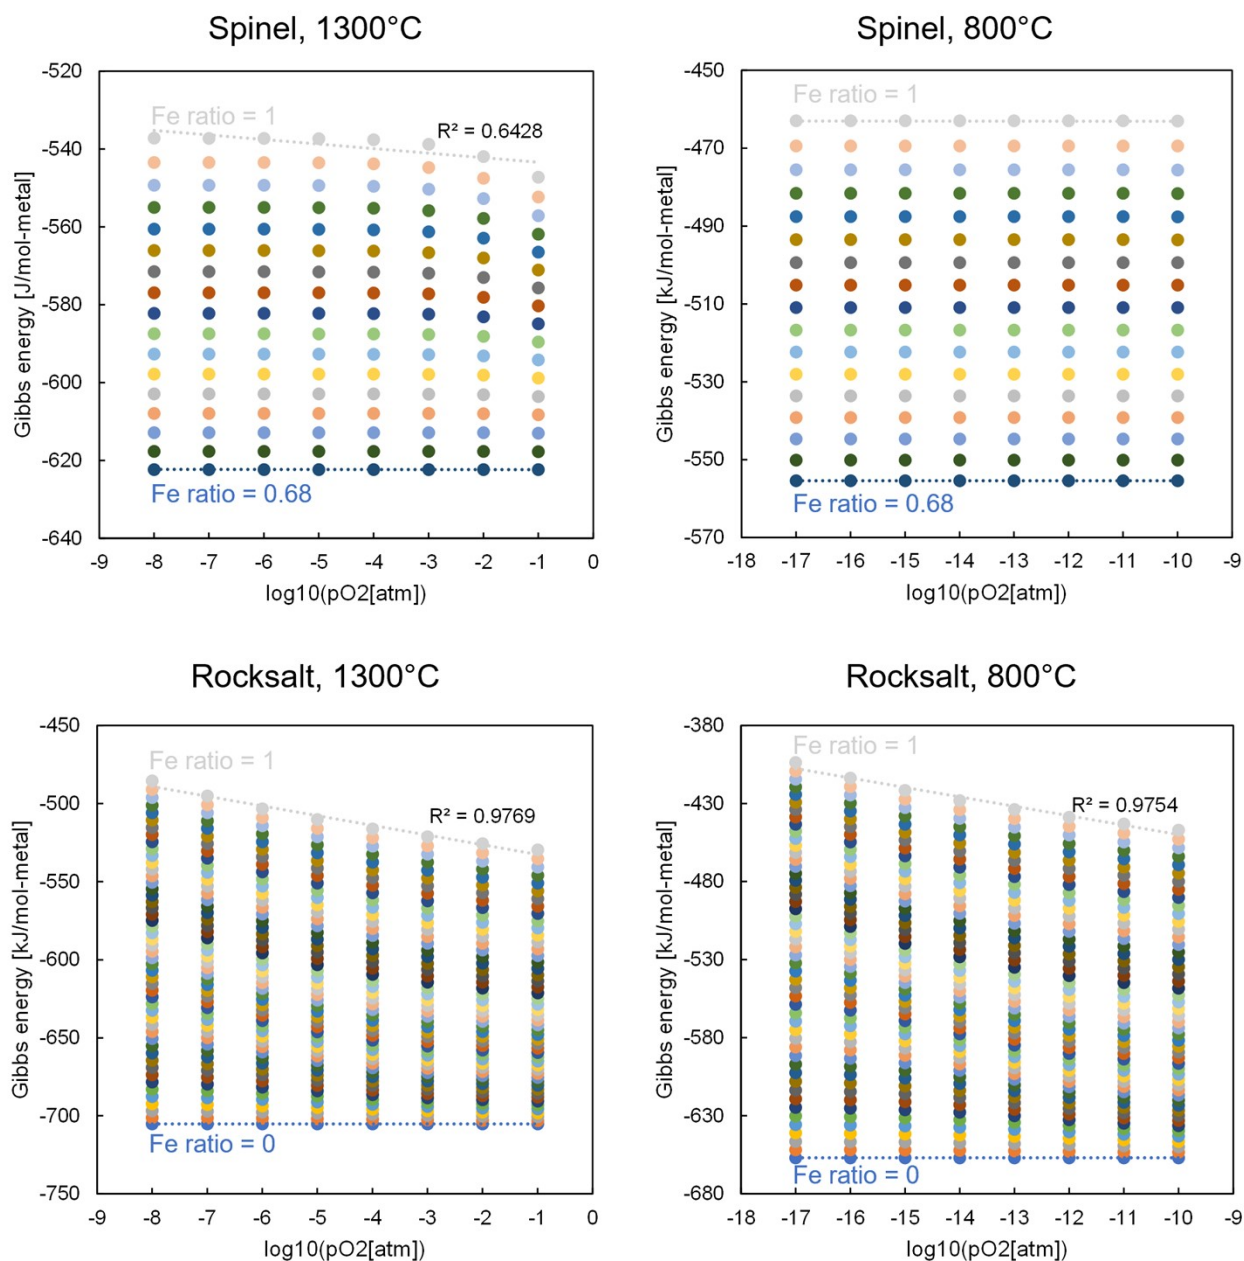 Spinel, 1300°C
Gibbs energy [J/mol-metal]
-520
-540
-560
-580
-600
-620
-640
Fe ratio = 1
R² = 0.6428
Fe ratio = 0.68
-9 -8 -7 -6 -5 -4 -3 -2 -1 0
log10(pO2[atm])
Spinel, 800°C
Gibbs energy [kJ/mol-metal]
-450
-470
-490
-510
-530
-550
-570
Fe ratio = 1
Fe ratio = 0.68
-18 -17 -16 -15 -14 -13 -12 -11 -10 -9
log10(pO2[atm])
Rocksalt, 1300°C
Gibbs energy [kJ/mol-metal]
-450
-500
-550
-600
-650
-700
-750
Fe ratio = 1
R² = 0.9769
Fe ratio = 0
-9 -8 -7 -6 -5 -4 -3 -2 -1 0
log10(pO2[atm])
Rocksalt, 800°C
Gibbs energy [kJ/mol-metal]
-380
-430
-480
-530
-580
-630
-680
Fe ratio = 1
R² = 0.9754
Fe ratio = 0
-18 -17 -16 -15 -14 -13 -12 -11 -10 -9
log10(pO2[atm])